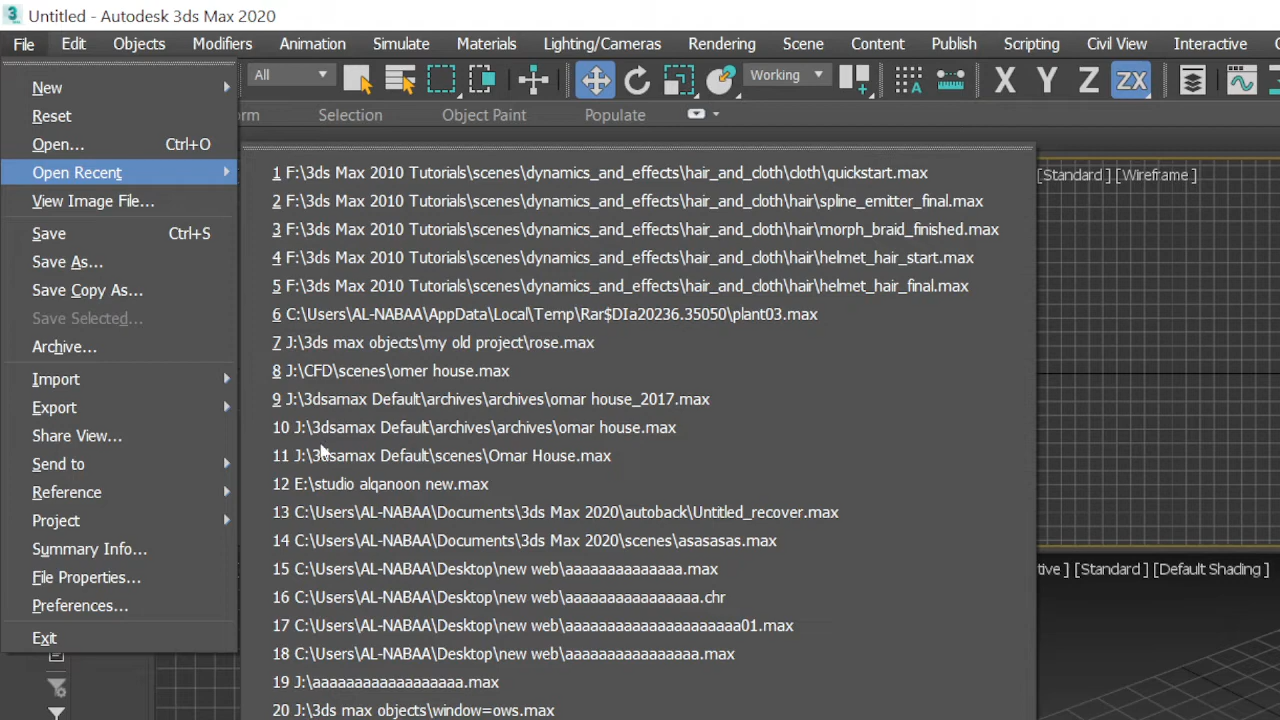 Untitled - Autodesk 3ds Max 2020
File Edit Objects Modifiers Animation Simulate Materials Lighting/Cameras Rendering Scene Content Publish Scripting Civil View Interactive
All Working X Y Z ZX
orm Selection Object Paint Populate
New
Reset
Open... Ctrl+O
Open Recent
View Image File...
Save Ctrl+S
Save As...
Save Copy As...
Save Selected...
Archive...
Import
Export
Share View...
Send to
Reference
Project
Summary Info...
File Properties...
Preferences...
Exit
1 F:\3ds Max 2010 Tutorials\scenes\dynamics_and_effects\hair_and_cloth\cloth\quickstart.max
2 F:\3ds Max 2010 Tutorials\scenes\dynamics_and_effects\hair_and_cloth\hair\spline_emitter_final.max
3 F:\3ds Max 2010 Tutorials\scenes\dynamics_and_effects\hair_and_cloth\hair\morph_braid_finished.max
4 F:\3ds Max 2010 Tutorials\scenes\dynamics_and_effects\hair_and_cloth\hair\helmet_hair_start.max
5 F:\3ds Max 2010 Tutorials\scenes\dynamics_and_effects\hair_and_cloth\hair\helmet_hair_final.max
6 C:\Users\AL-NABAA\AppData\Local\Temp\Rar$DIa20236.35050\plant03.max
7 J:\3ds max objects\my old project\rose.max
8 J:\CFD\scenes\omer house.max
9 J:\3dsamax Default\archives\archives\omar house_2017.max
10 J:\3dsamax Default\archives\archives\omar house.max
11 J:\3dsamax Default\scenes\Omar House.max
12 E:\studio alqanoon new.max
13 C:\Users\AL-NABAA\Documents\3ds Max 2020\autoback\Untitled_recover.max
14 C:\Users\AL-NABAA\Documents\3ds Max 2020\scenes\asasasas.max
15 C:\Users\AL-NABAA\Desktop\new web\aaaaaaaaaaaaaa.max
16 C:\Users\AL-NABAA\Desktop\new web\aaaaaaaaaaaaaaaa.chr
17 C:\Users\AL-NABAA\Desktop\new web\aaaaaaaaaaaaaaaaaaaaa01.max
18 C:\Users\AL-NABAA\Desktop\new web\aaaaaaaaaaaaaaaa.max
19 J:\aaaaaaaaaaaaaaaaa.max
20 J:\3ds max objects\window=ows.max
[Standard ] [Wireframe ]
tive ] [Standard ] [Default Shading ]